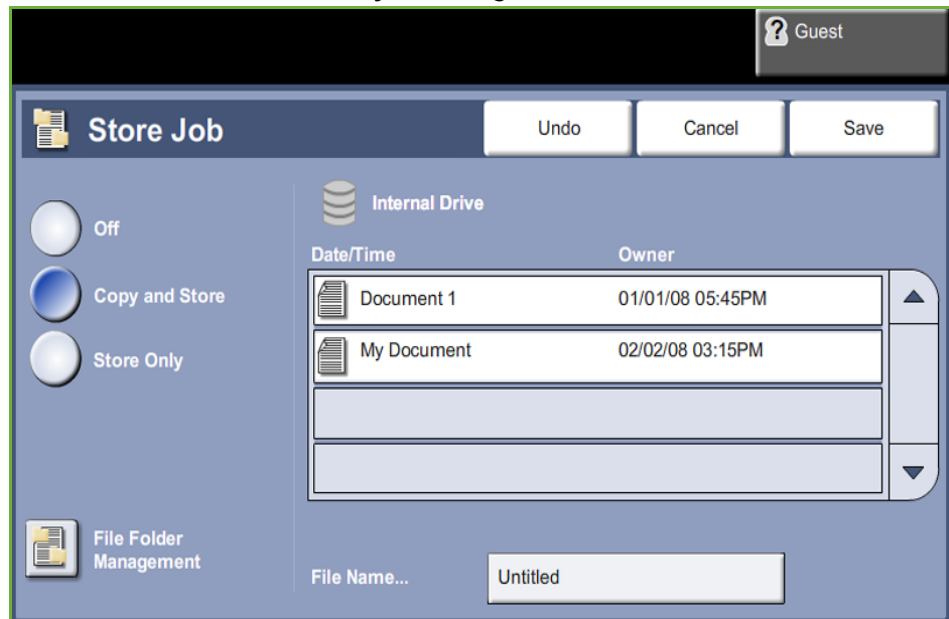 ? Guest
Store Job
Undo
Cancel
Save
Off
Copy and Store
Store Only
File Folder
Management
Internal Drive
Date/Time Owner
Document 1 01/01/08 05:45PM
My Document 02/02/08 03:15PM
File Name... Untitled